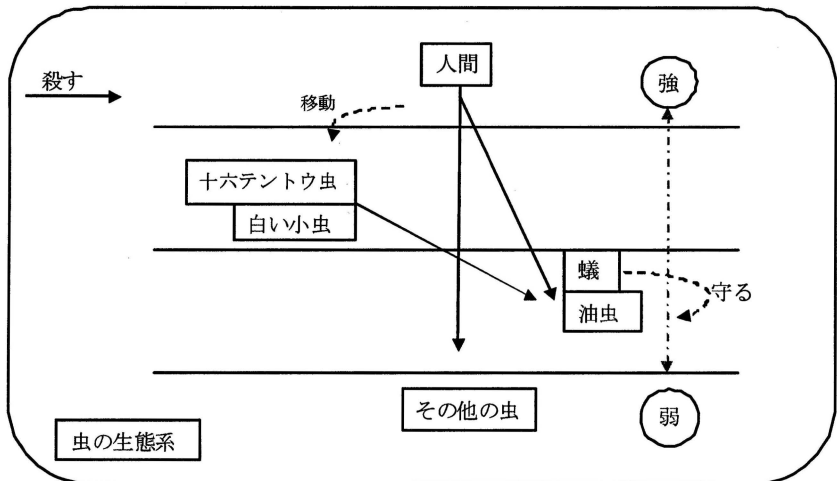 人間
強
殺す
移動
十六テントウ虫
白い小虫
蟻
守る
油虫
その他の虫
弱
虫の生態系